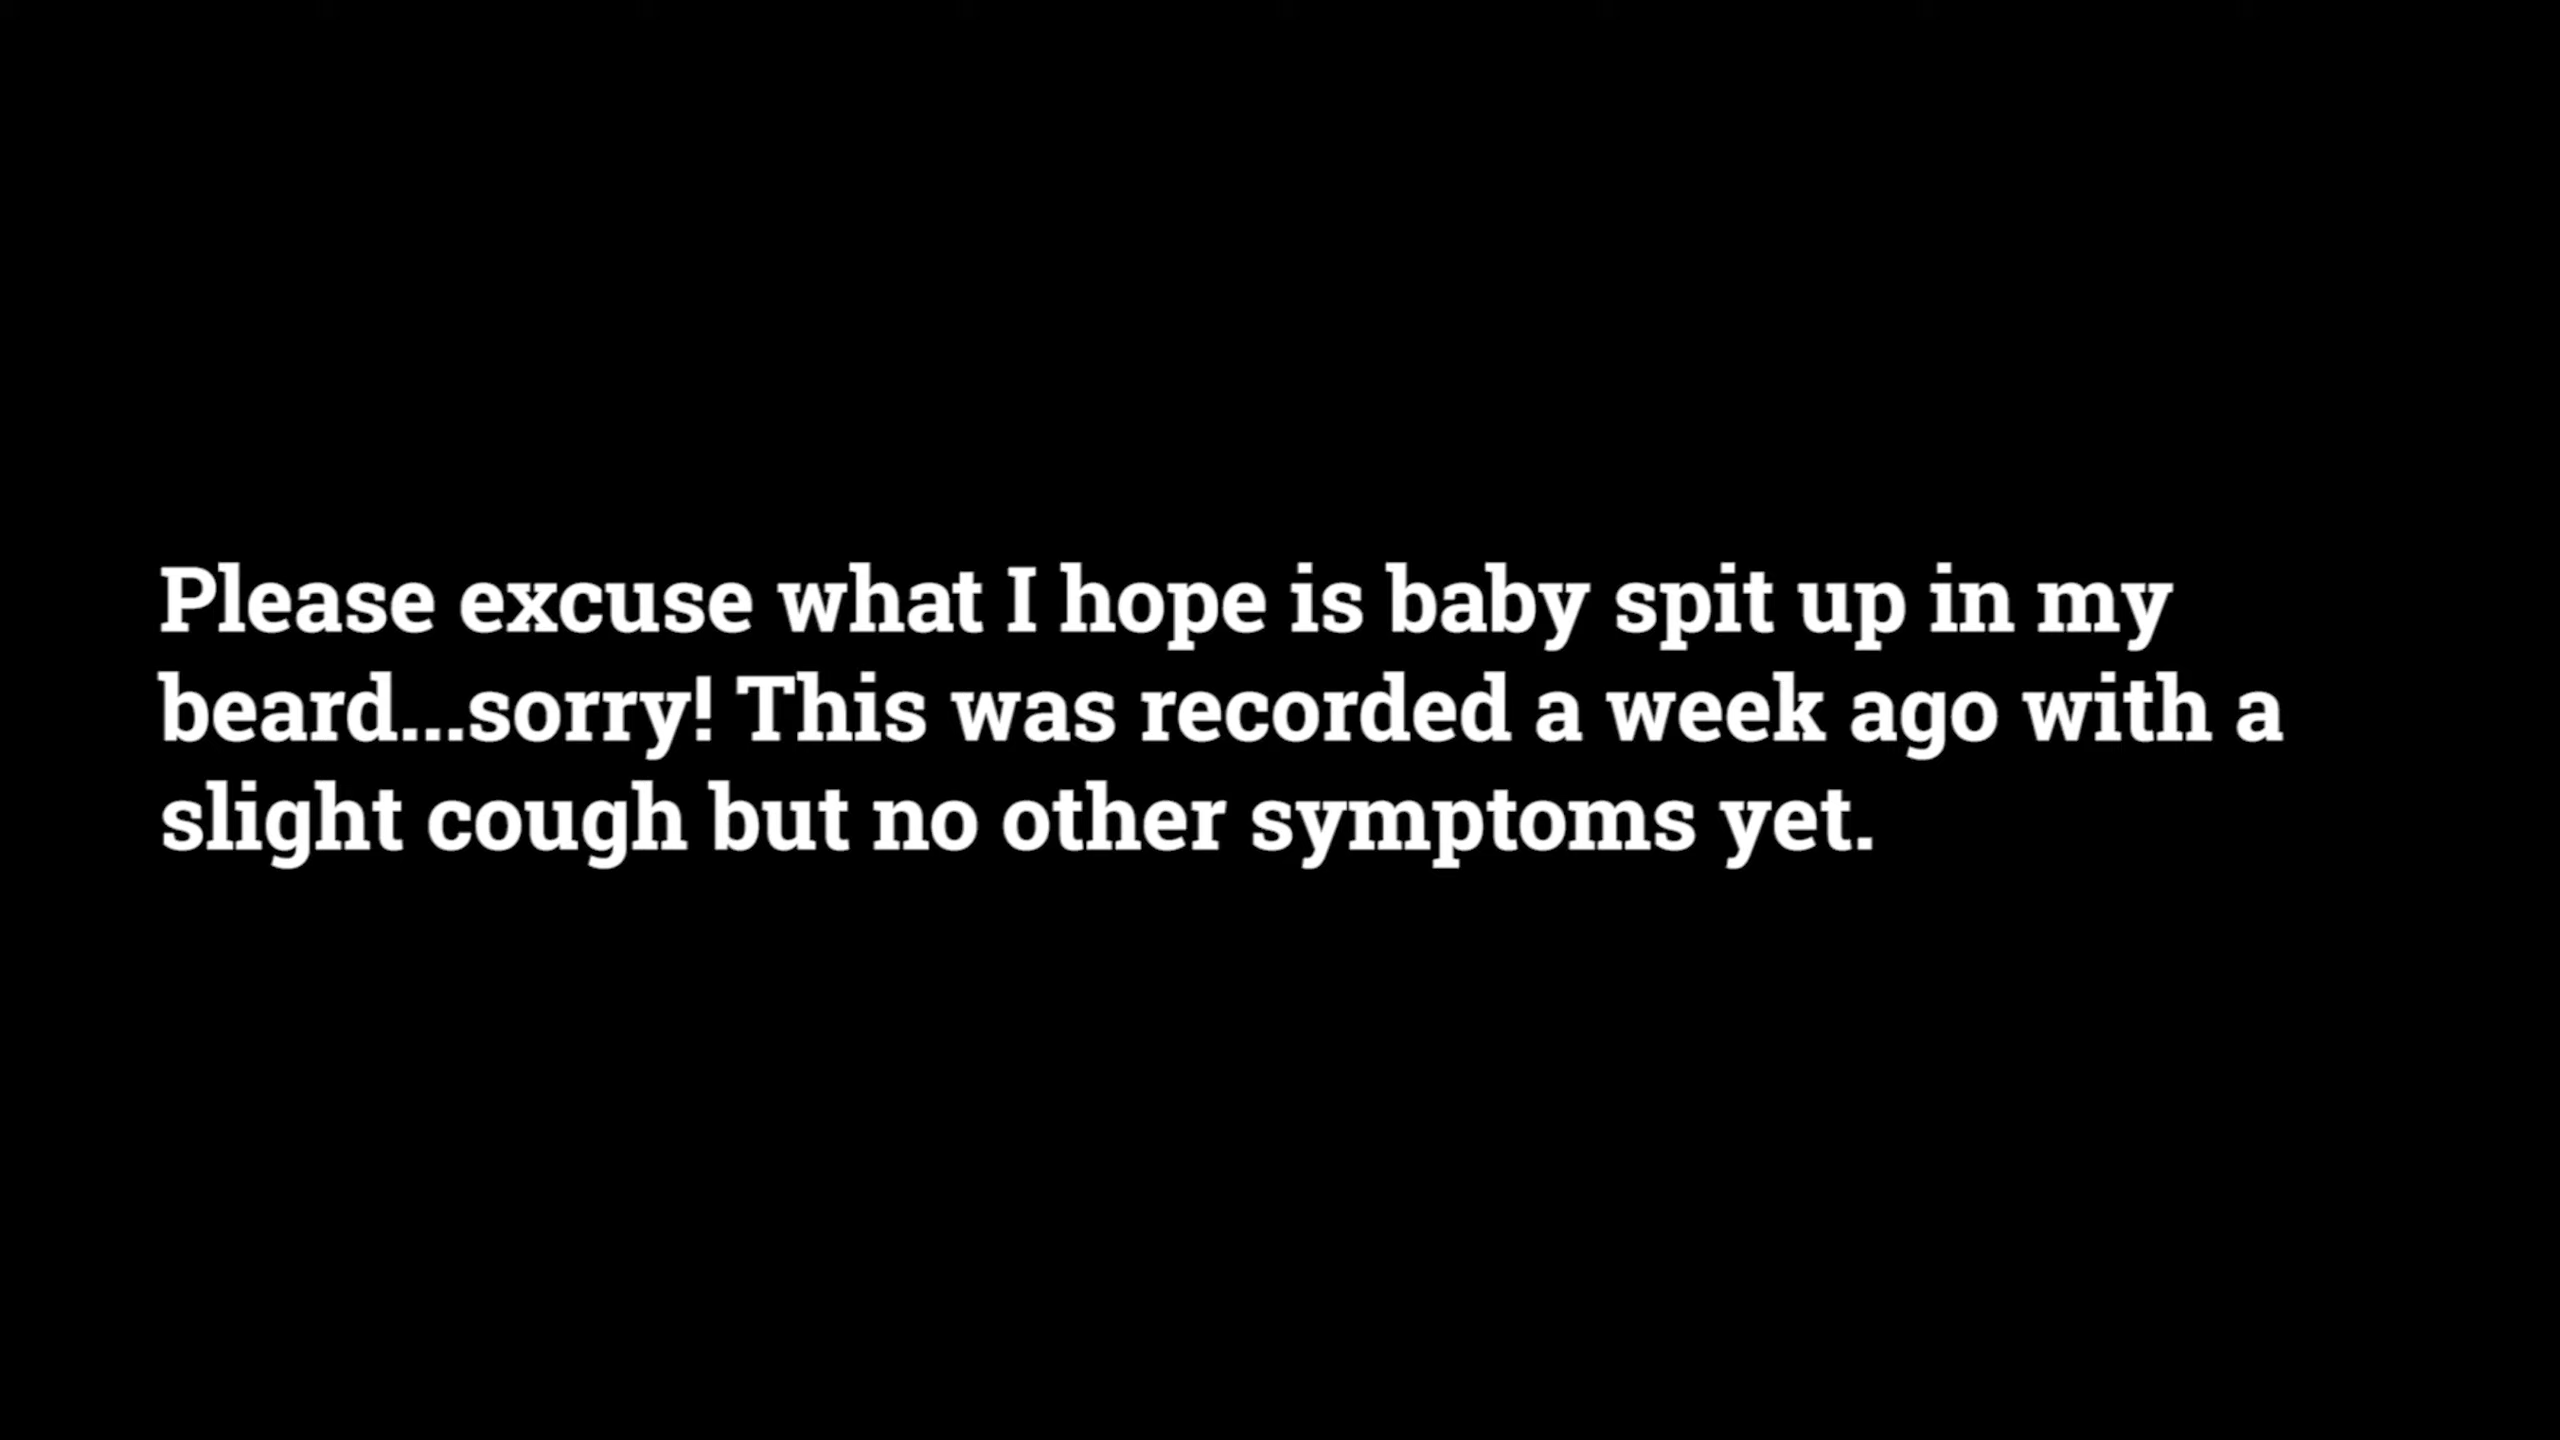 Please excuse what I hope is baby spit up in my
beard...sorry! This was recorded a week ago with a
slight cough but no other symptoms yet.